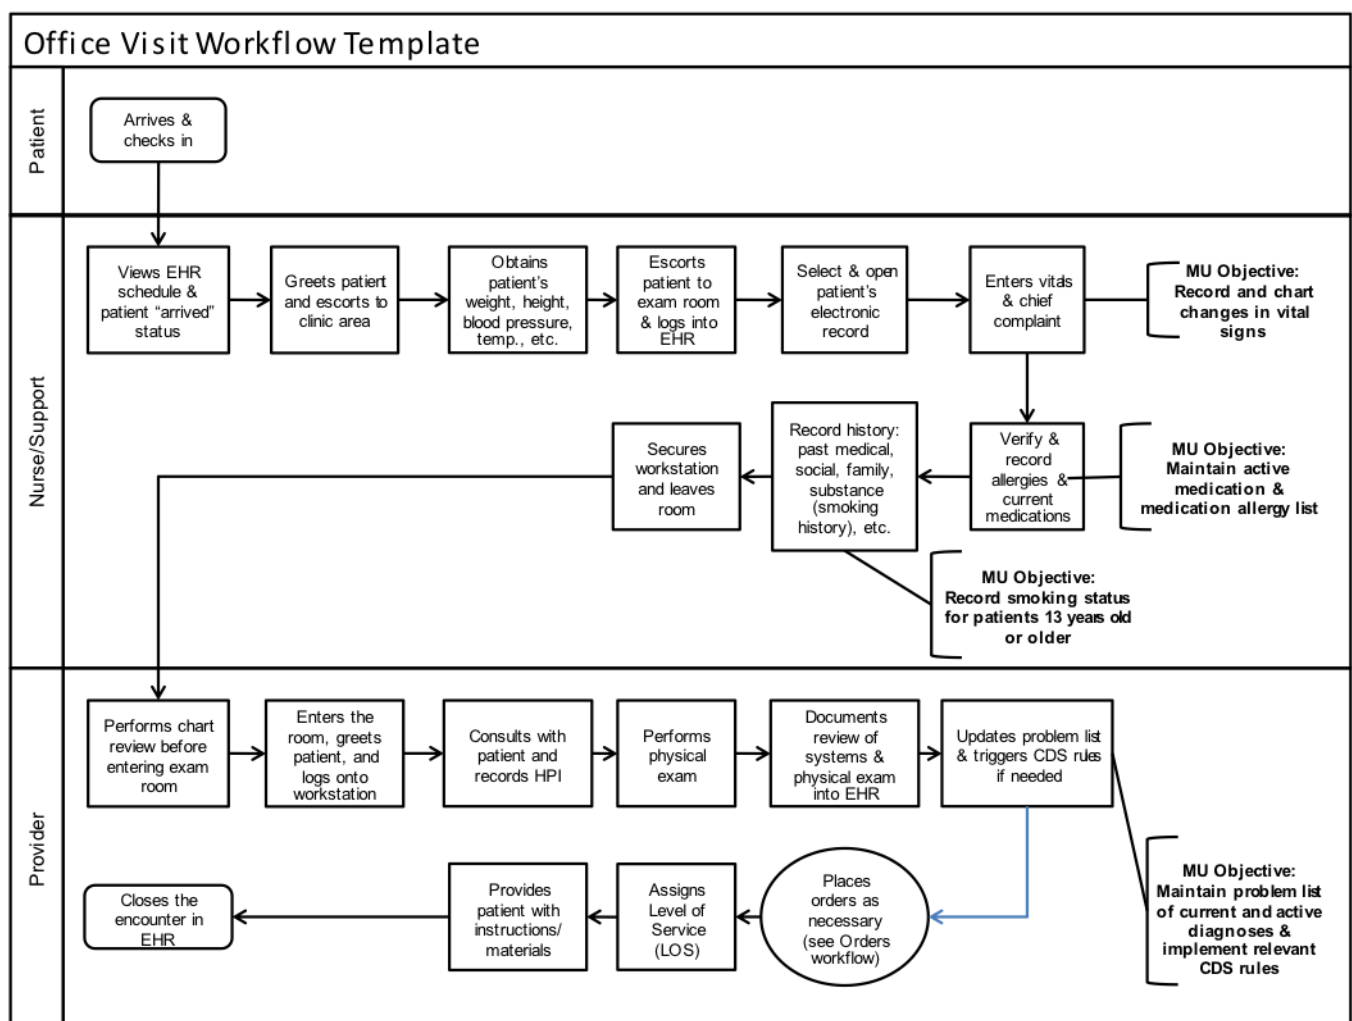 Office Visit Workflow Template
Patient
Arrives &
checks in
Nurse/Support
Views EHR
schedule &
patient “arrived”
status
Greets patient
and escorts to
clinic area
Obtains
patient’s
weight, height,
blood pressure,
temp., etc.
Escorts
patient to
exam room
& logs into
EHR
Select & open
patient’s
electronic
record
Enters vitals
& chief
complaint
MU Objective:
Record and chart
changes in vital
signs
Verify &
record
allergies &
current
medications
MU Objective:
Maintain active
medication &
medication allergy list
Record history:
past medical,
social, family,
substance
(smoking
history), etc.
MU Objective:
Record smoking status
for patients 13 years old
or older
Secures
workstation
and leaves
room
Provider
Performs chart
review before
entering exam
room
Enters the
room, greets
patient, and
logs onto
workstation
Consults with
patient and
records HPI
Performs
physical
exam
Documents
review of
systems &
physical exam
into EHR
Updates problem list
& triggers CDS rules
if needed
MU Objective:
Maintain problem list
of current and active
diagnoses &
implement relevant
CDS rules
Places
orders as
necessary
(see Orders
workflow)
Assigns
Level of
Service
(LOS)
Provides
patient with
instructions/
materials
Closes the
encounter in
EHR